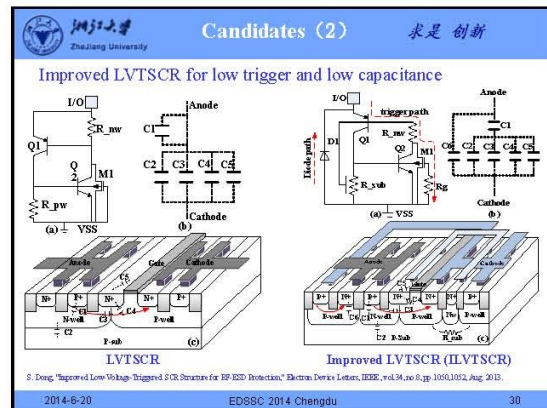 浙江大学
ZheJiang University
Candidates（2）
求是 创新
Improved LVTSCR for low trigger and low capacitance
I/O
R_nw
Q1
Q
2
M1
R_pw
(a)
VSS
Anode
C1
C2
C3
C4
C5
Cathode
(b)
I/O
trigger path
R_nw
D1
Q1
Q2
M1
Diode path
R_sub
Rg
(a)
VSS
Anode
C1
C6
C2
C3
C4
C5
Cathode
(b)
Anode
Gate
Cathode
C5
N+
P+
N+
N+
P+
C1
C3
C4
N-well
P-well
C2
P-sub
(c)
LVTSCR
Anode
Cathode
Gate
P+
N+
P+
N+
N+
P+
P-well
N-well
P-well
C2
P-Sub
R_sub
(c)
Improved LVTSCR (ILVTSCR)
S. Dong, "Improved Low-Voltage-Triggered SCR Structure for RF-ESD Protection," Electron Device Letters, IEEE, vol.34, no.8, pp.1050,1052, Aug. 2013.
2014-6-20
EDSSC 2014 Chengdu
30